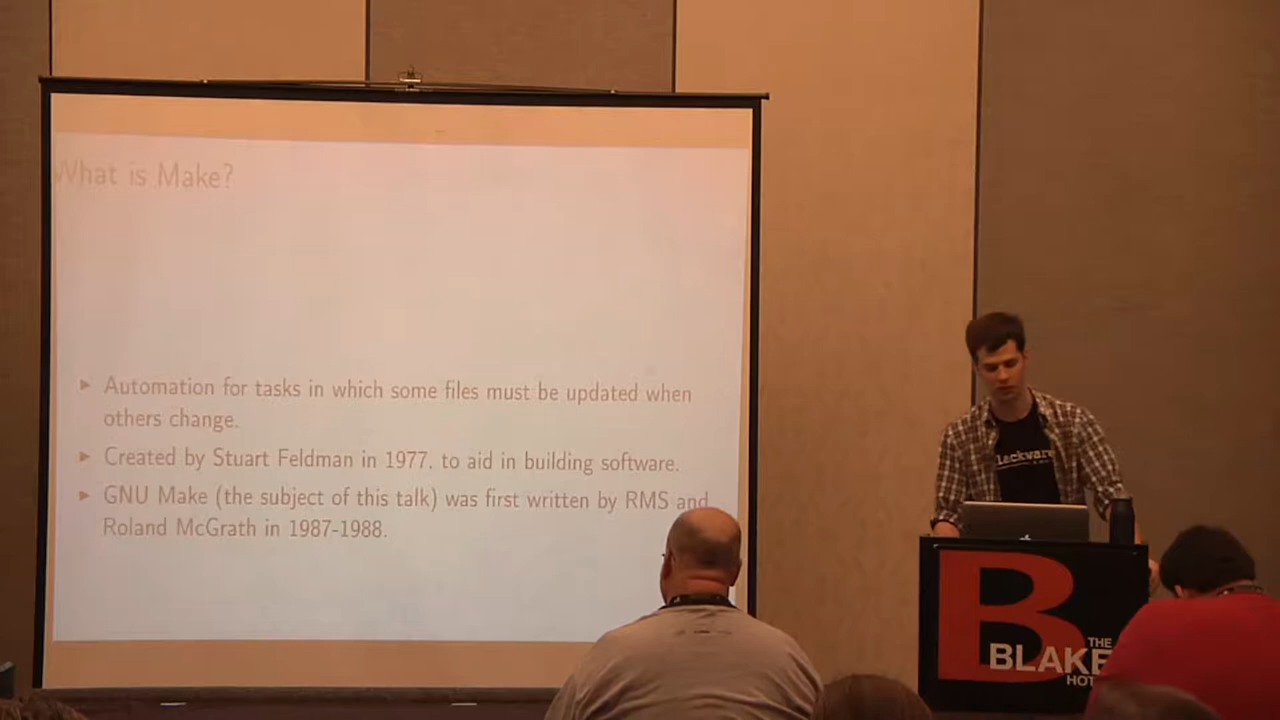 What is Make?
▶ Automation for tasks in which some files must be updated when
others change.
▶ Created by Stuart Feldman in 1977, to aid in building software.
▶ GNU Make (the subject of this talk) was first written by RMS and
Roland McGrath in 1987-1988.
lackware
B
THE
BLAKE
HOT